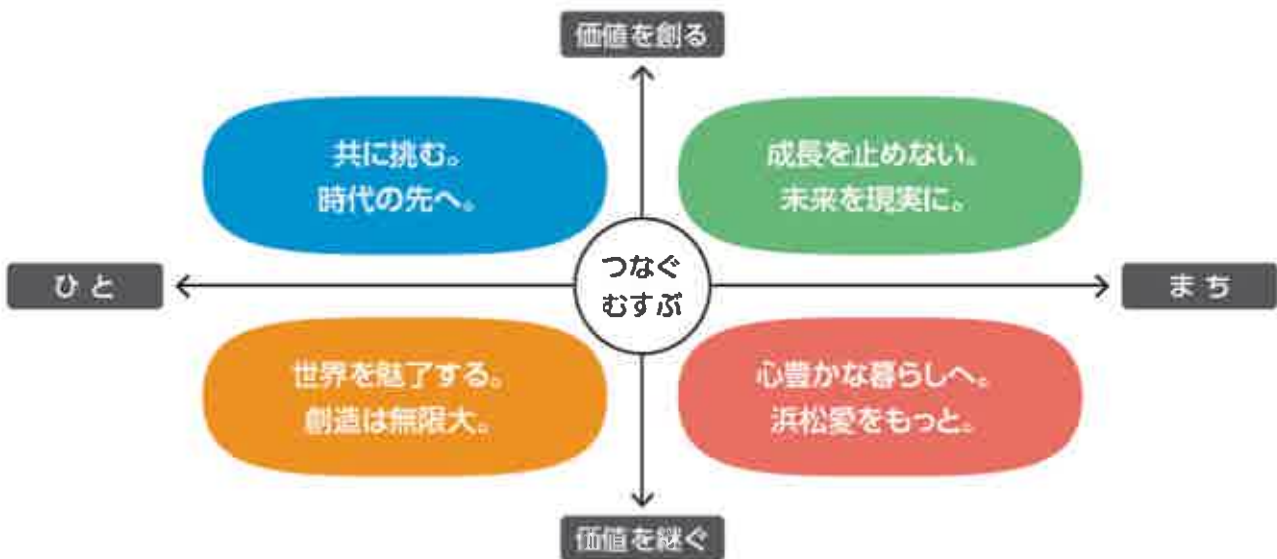 価値を創る
共に挑む。
時代の先へ。
成長を止めない。
未来を現実に。
ひと
つなぐ
むすぶ
まち
世界を魅了する。
創造は無限大。
心豊かな暮らしへ。
浜松愛をもっと。
価値を継ぐ